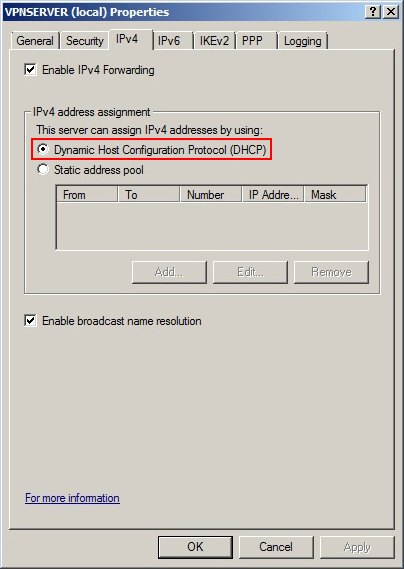 VPNSERVER (local) Properties
General Security IPv4 IPv6 IKEv2 PPP Logging
Enable IPv4 Forwarding
IPv4 address assignment
This server can assign IPv4 addresses by using:
Dynamic Host Configuration Protocol (DHCP)
Static address pool
From To Number IP Addre... Mask
Add... Edit... Remove
Enable broadcast name resolution
For more information
OK Cancel Apply